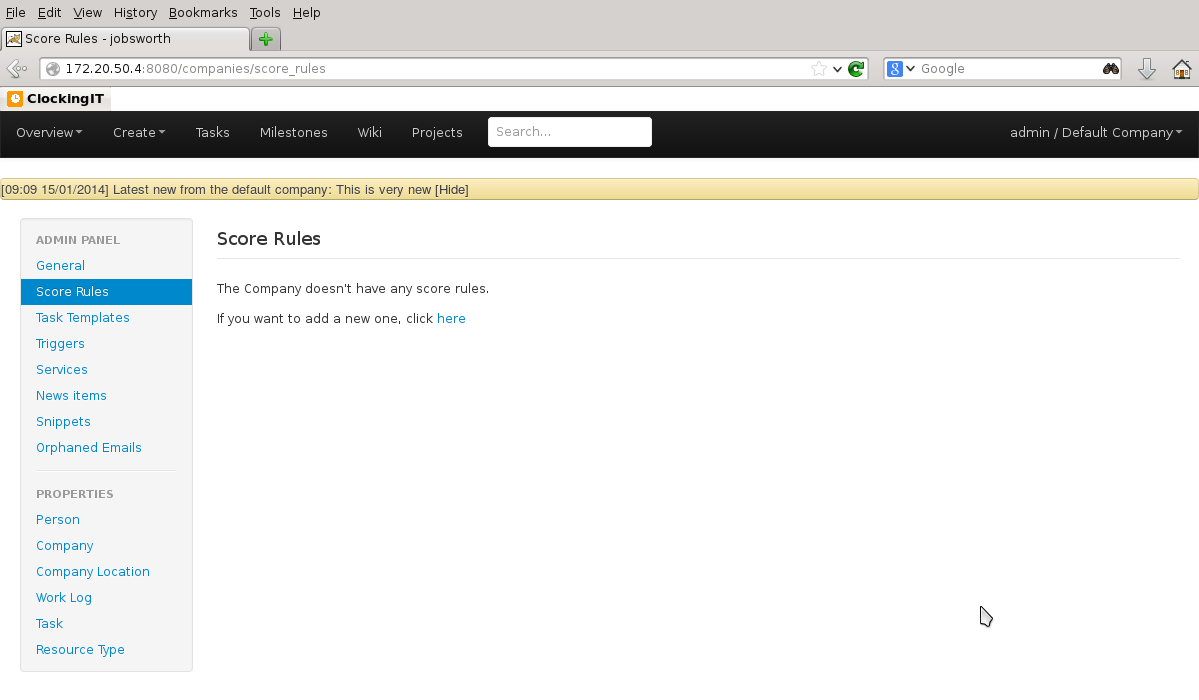 File Edit View History Bookmarks Tools Help
Score Rules - jobsworth
172.20.50.4:8080/companies/score_rules
8 Google
ClockingIT
Overview Create Tasks Milestones Wiki Projects Search... admin / Default Company
[09:09 15/01/2014] Latest new from the default company: This is very new [Hide]
ADMIN PANEL
General
Score Rules
Task Templates
Triggers
Services
News items
Snippets
Orphaned Emails
PROPERTIES
Person
Company
Company Location
Work Log
Task
Resource Type
Score Rules
The Company doesn't have any score rules.
If you want to add a new one, click here